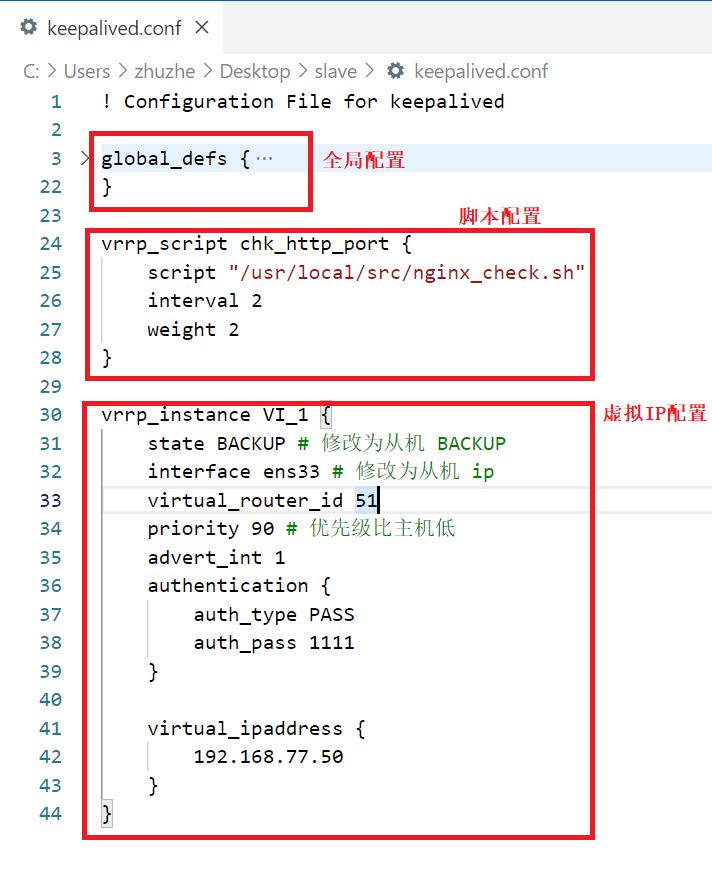 keepalived.conf ×
C: > Users > zhuzhe > Desktop > slave > keepalived.conf
1 ! Configuration File for keepalived
2
3 > global_defs { ··· 全局配置
22 }
23 脚本配置
24 vrrp_script chk_http_port {
25 script "/usr/local/src/nginx_check.sh"
26 interval 2
27 weight 2
28 }
29
30 vrrp_instance VI_1 { 虚拟IP配置
31 state BACKUP # 修改为从机 BACKUP
32 interface ens33 # 修改为从机 ip
33 virtual_router_id 51
34 priority 90 # 优先级比主机低
35 advert_int 1
36 authentication {
37 auth_type PASS
38 auth_pass 1111
39 }
40
41 virtual_ipaddress {
42 192.168.77.50
43 }
44 }